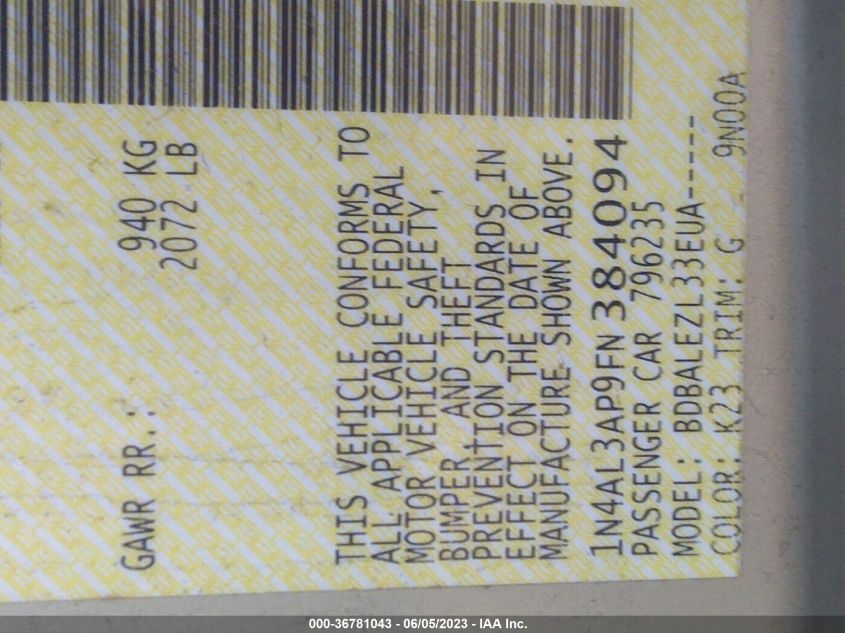 GAWR RR.: 940 KG
2072 LB
THIS VEHICLE CONFORMS TO
ALL APPLICABLE FEDERAL
MOTOR VEHICLE SAFETY,
BUMPER AND THEFT
PREVENTION STANDARDS IN
EFFECT ON THE DATE OF
MANUFACTURE SHOWN ABOVE.
1N4AL3AP9FN384094
PASSENGER CAR 796235
MODEL: BDBALEZL33EUA-----
COLOR: K23 TRIM: G 9N00A
000-36781043 - 06/05/2023 - IAA Inc.